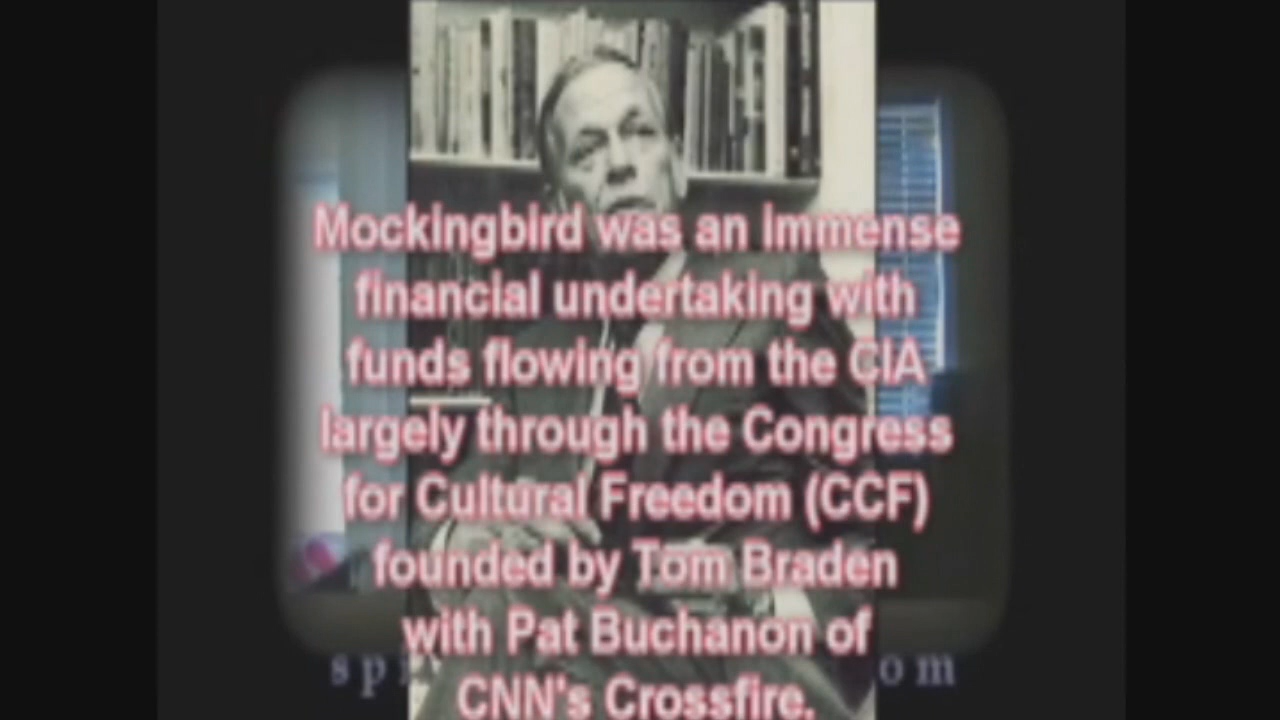 Mockingbird was an immense
financial undertaking with
funds flowing from the CIA
largely through the Congress
for Cultural Freedom (CCF)
founded by Tom Braden
with Pat Buchanon of
CNN's Crossfire.